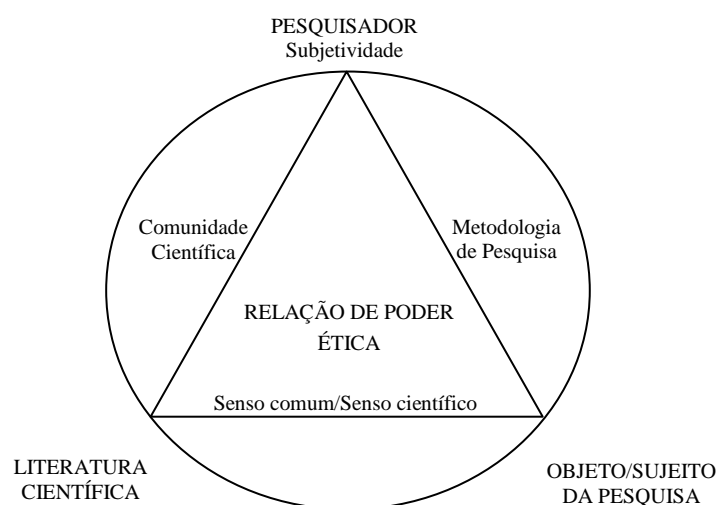 PESQUISADOR
Subjetividade
Comunidade
Científica
Metodologia
de Pesquisa
RELAÇÃO DE PODER
ÉTICA
Senso comum/Senso científico
LITERATURA
CIENTÍFICA
OBJETO/SUJEITO
DA PESQUISA